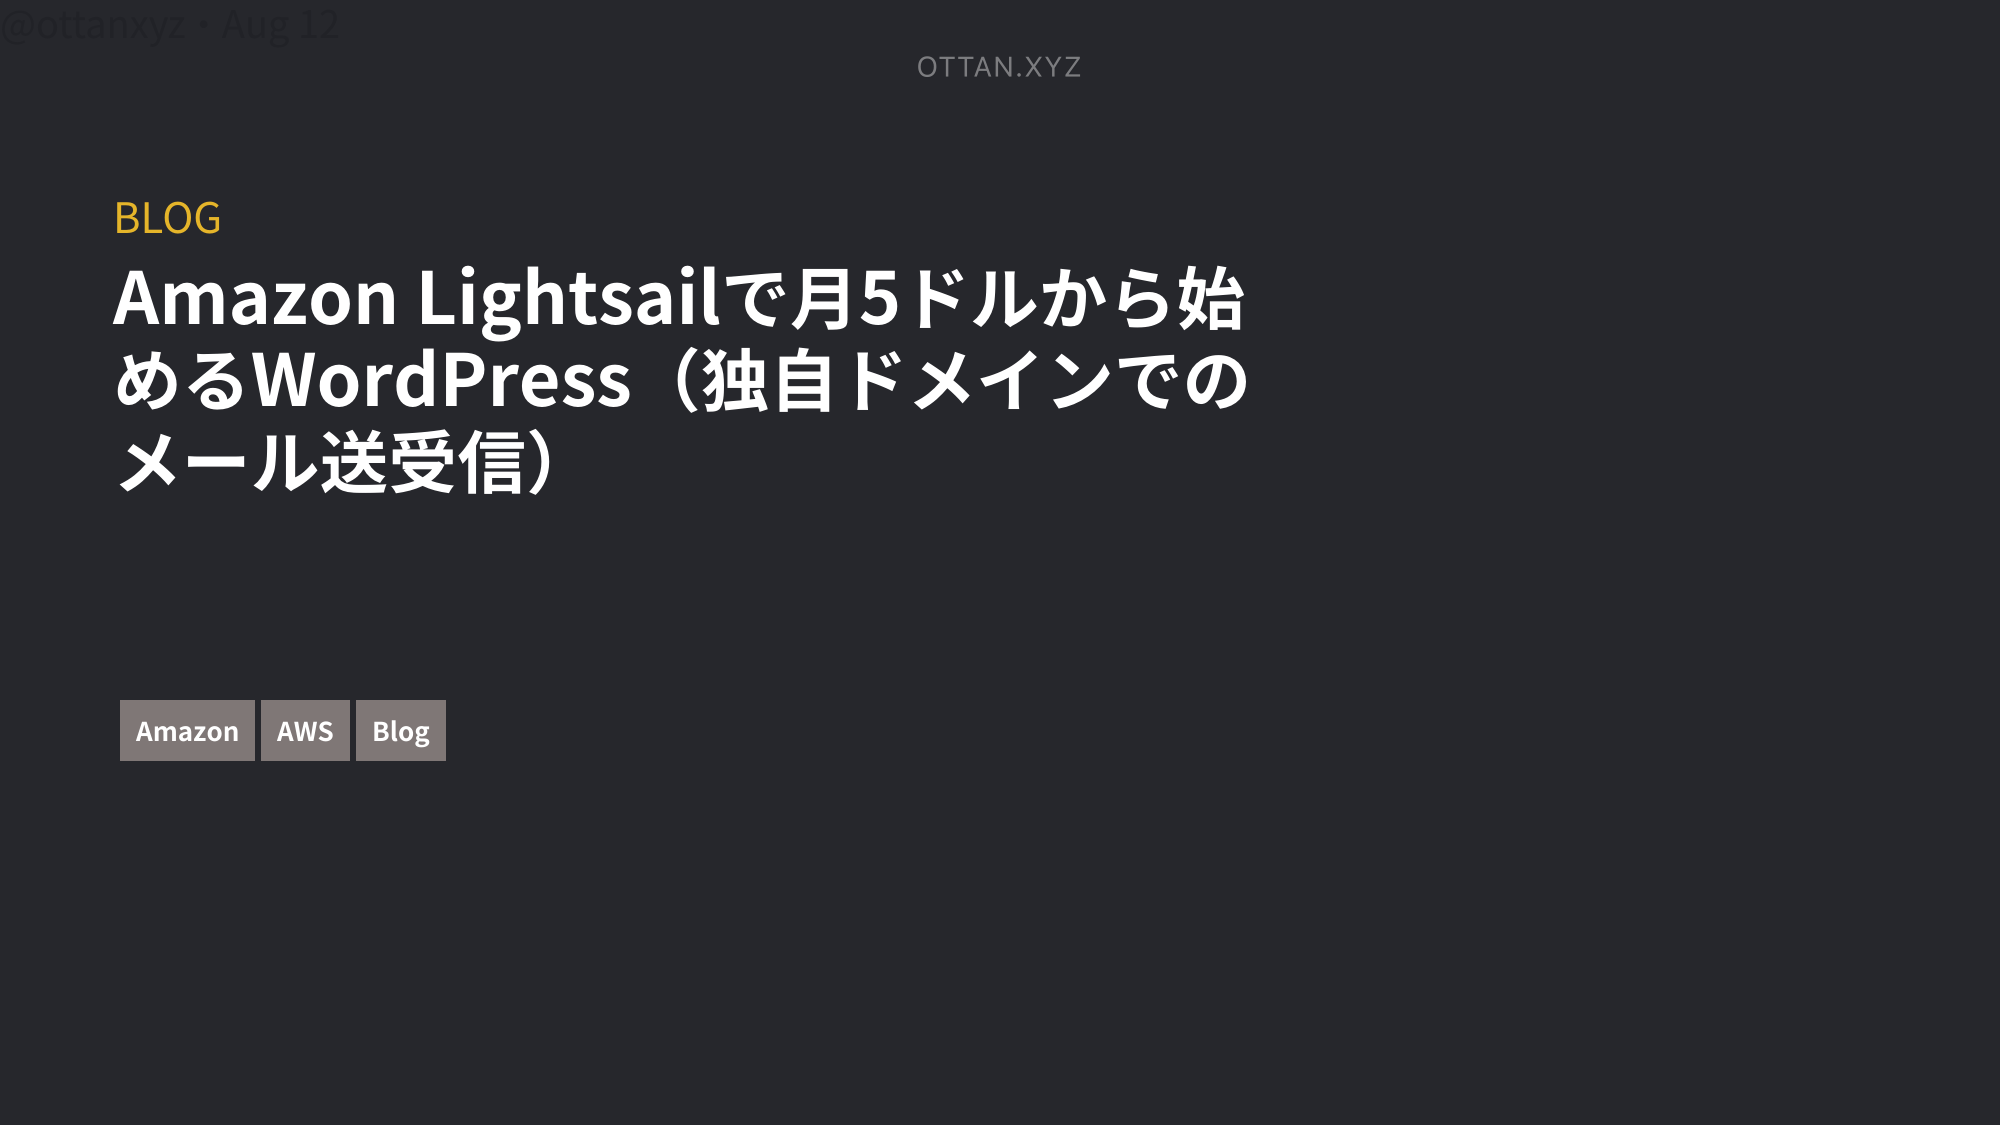 @ottanxyz・Aug 12
OTTAN.XYZ
BLOG
Amazon Lightsailで月5ドルから始
めるWordPress（独自ドメインでの
メール送受信）
Amazon AWS Blog